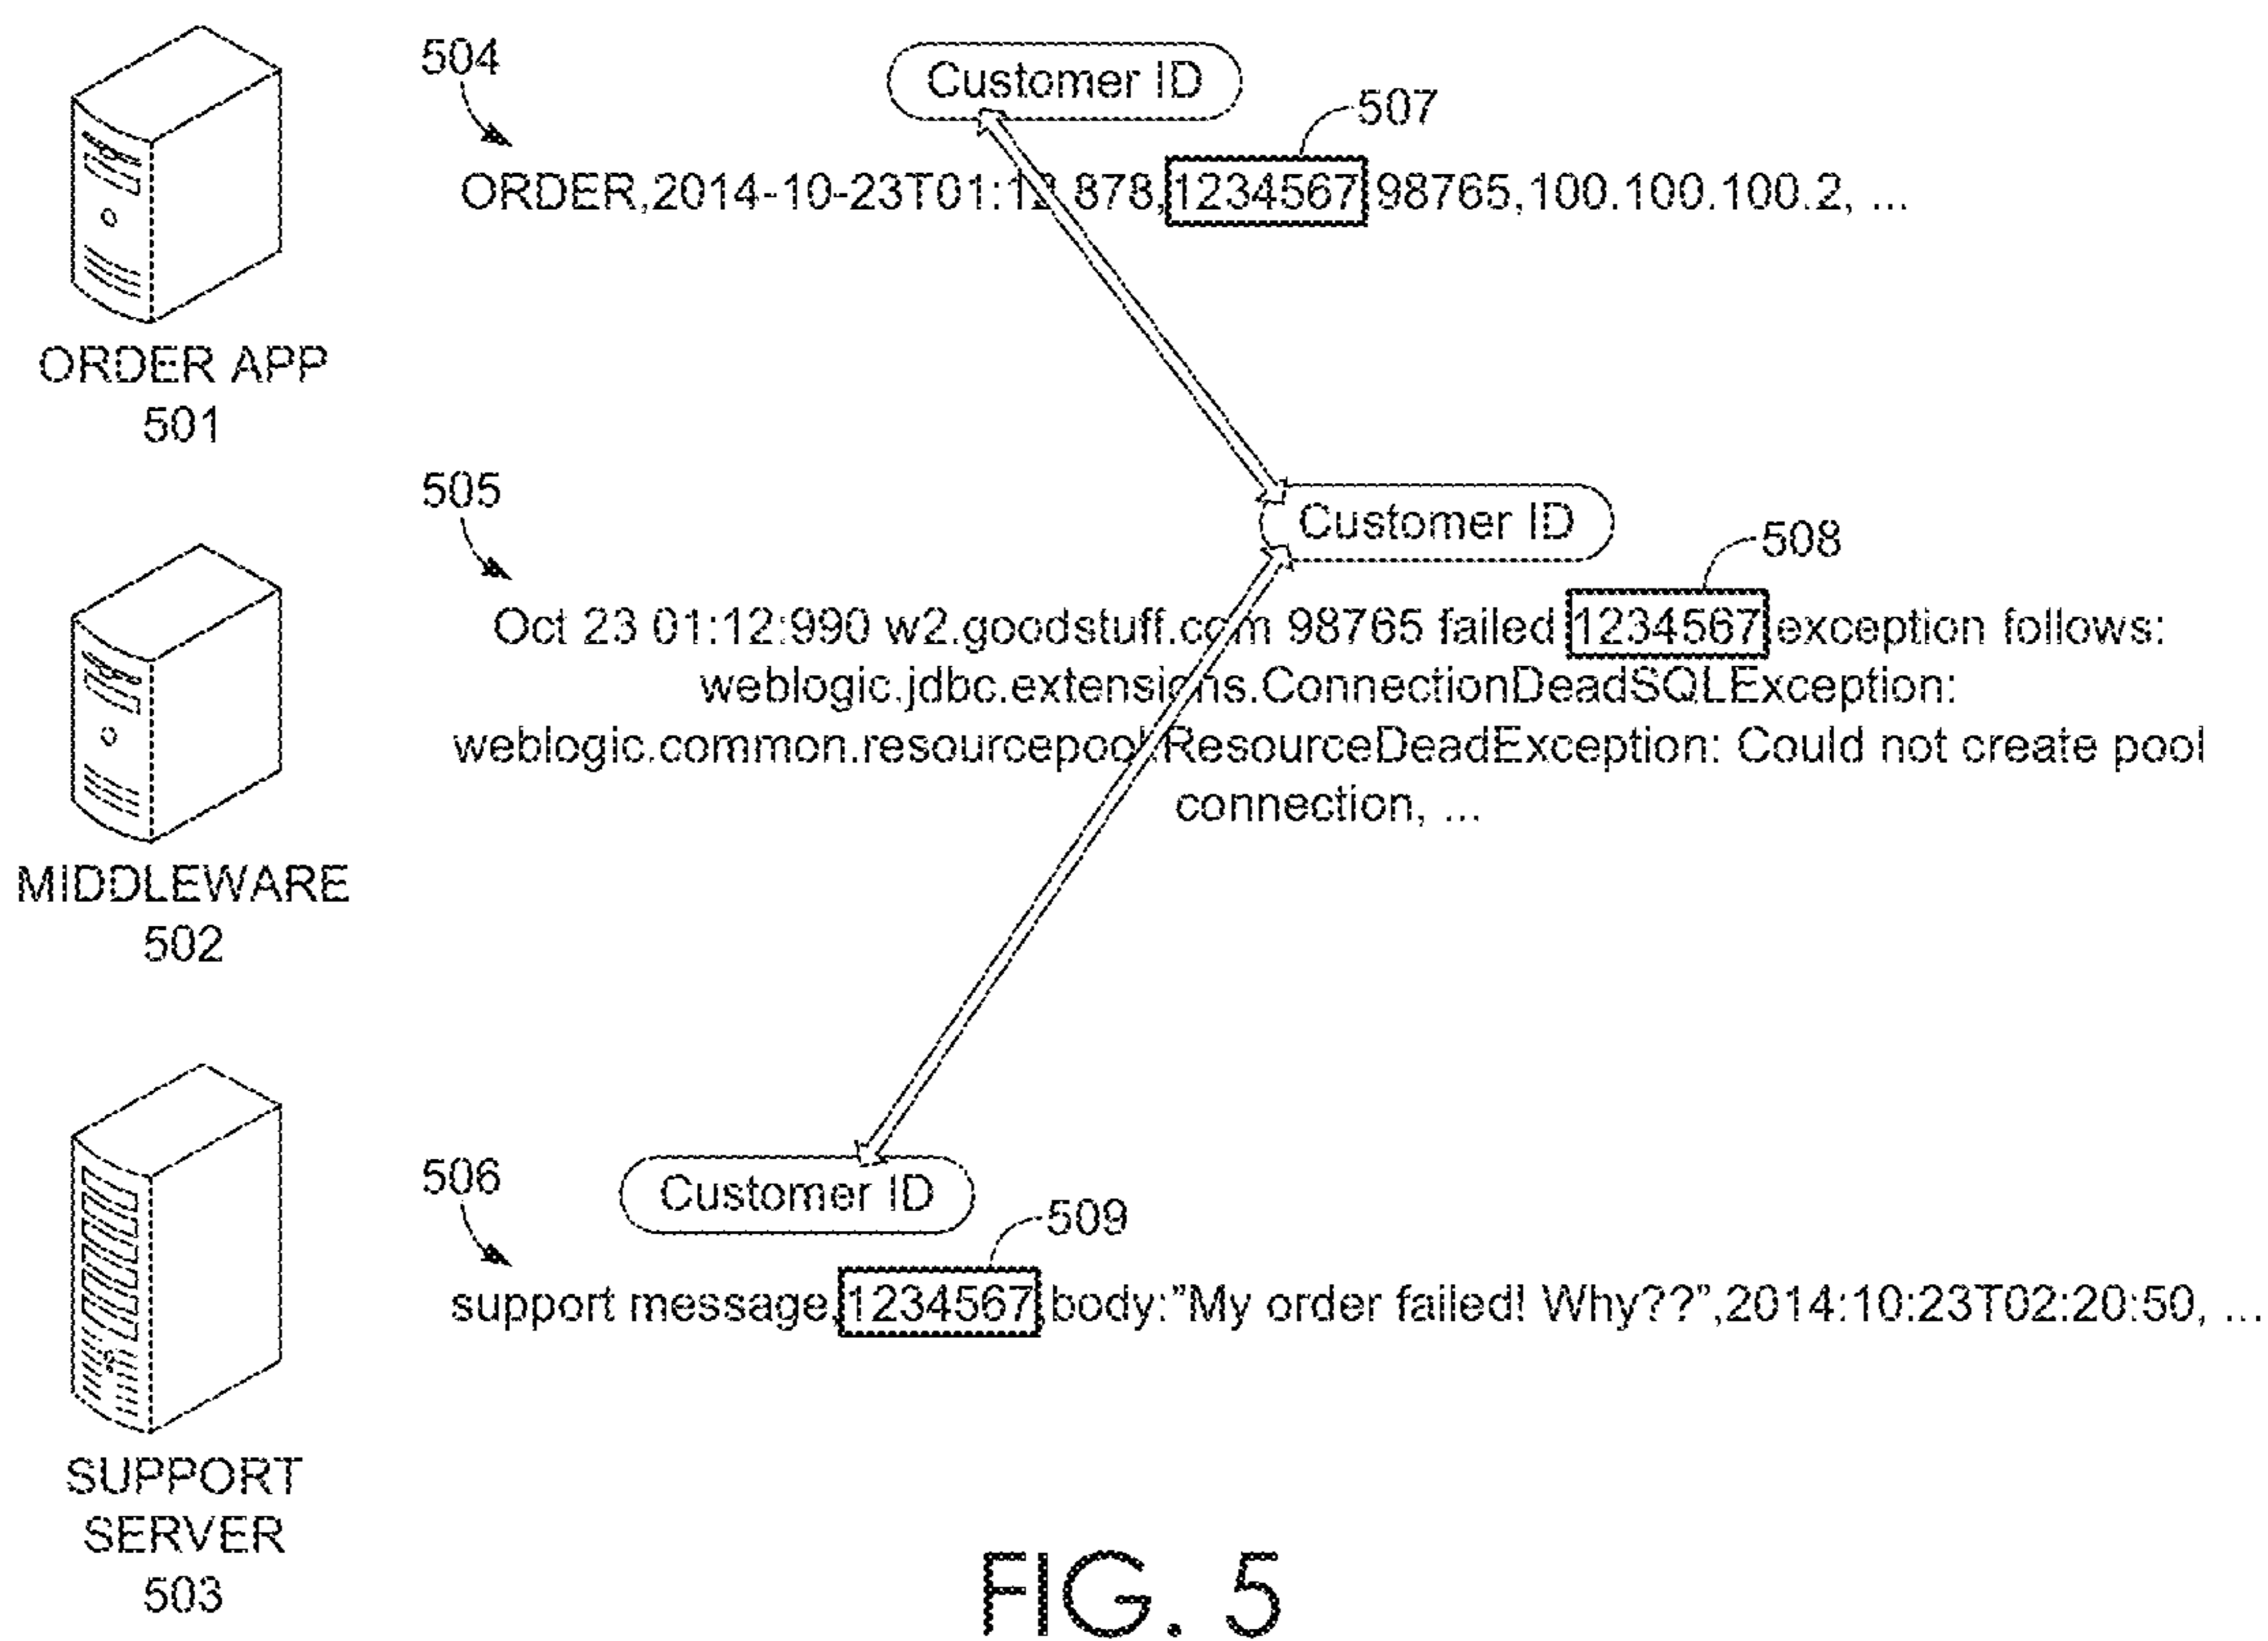 504
Customer ID
507
ORDER,2014-10-23T01:12 878,1234567,98765,100.100.100.2, ...
ORDER APP
501
505
Customer ID
508
Oct 23 01:12:990 w2.goodstuff.com 98765 failed 1234567 exception follows:
weblogic.jdbc.extensions.ConnectionDeadSQLException:
weblogic.common.resourcepool.ResourceDeadException: Could not create pool
connection, ...
MIDDLEWARE
502
506
Customer ID
509
support message,1234567,body:"My order failed! Why??",2014:10:23T02:20:50, ...
SUPPORT
SERVER
503
FIG. 5